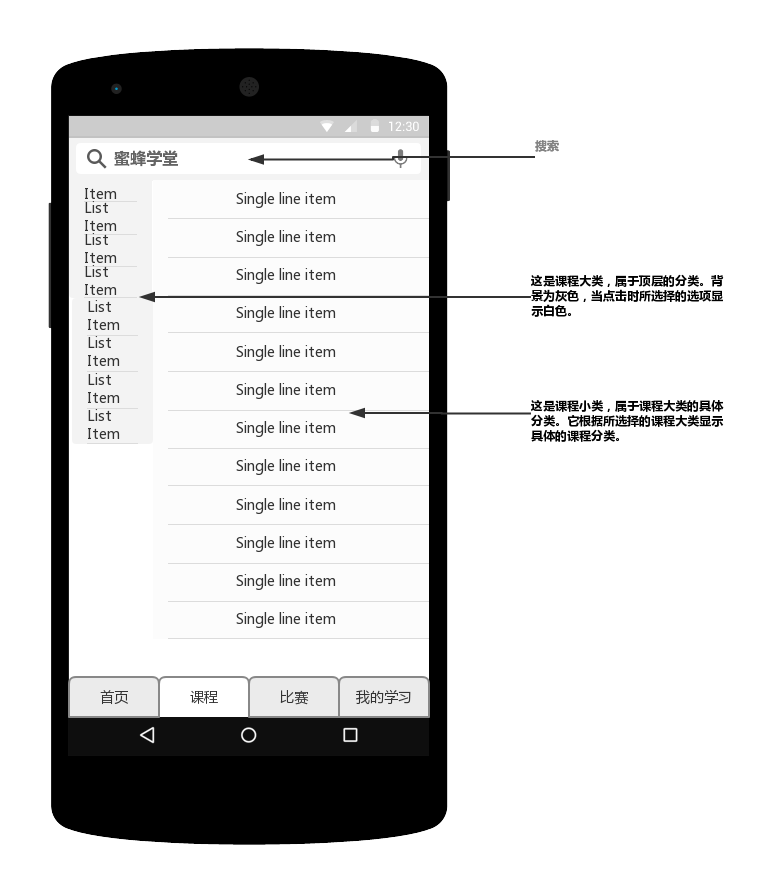 12:30
蜜蜂学堂
搜索
Item
List
Item
List
Item
List
Item
List
Item
List
Item
List
Item
List
Item
Single line item
Single line item
Single line item
Single line item
Single line item
Single line item
Single line item
Single line item
Single line item
Single line item
Single line item
Single line item
这是课程大类，属于顶层的分类。背
景为灰色，当点击时所选择的选项显
示白色。
这是课程小类，属于课程大类的具体
分类。它根据所选择的课程大类显示
具体的课程分类。
首页
课程
比赛
我的学习